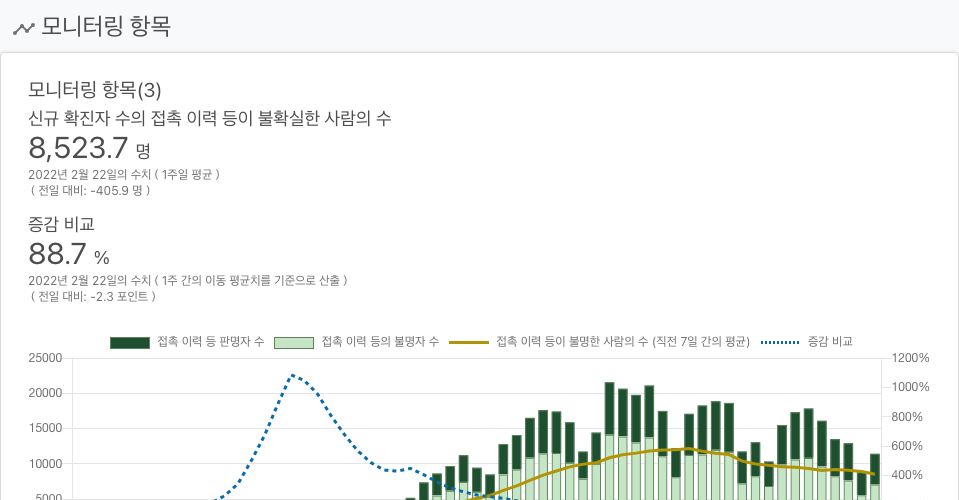 모니터링 항목
모니터링 항목(3)
신규 확진자 수의 접촉 이력 등이 불확실한 사람의 수
8,523.7 명
2022년 2월 22일의 수치 ( 1주일 평균 )
( 전일 대비: -405.9 명 )
증감 비교
88.7 %
2022년 2월 22일의 수치 ( 1주 간의 이동 평균치를 기준으로 산출 )
( 전일 대비: -2.3 포인트 )
접촉 이력 등 판명자 수 접촉 이력 등의 불명자 수 접촉 이력 등이 불명한 사람의 수 (직전 7일 간의 평균) 증감 비교
25000 1200%
20000 1000%
15000 800%
10000 600%
5000 400%